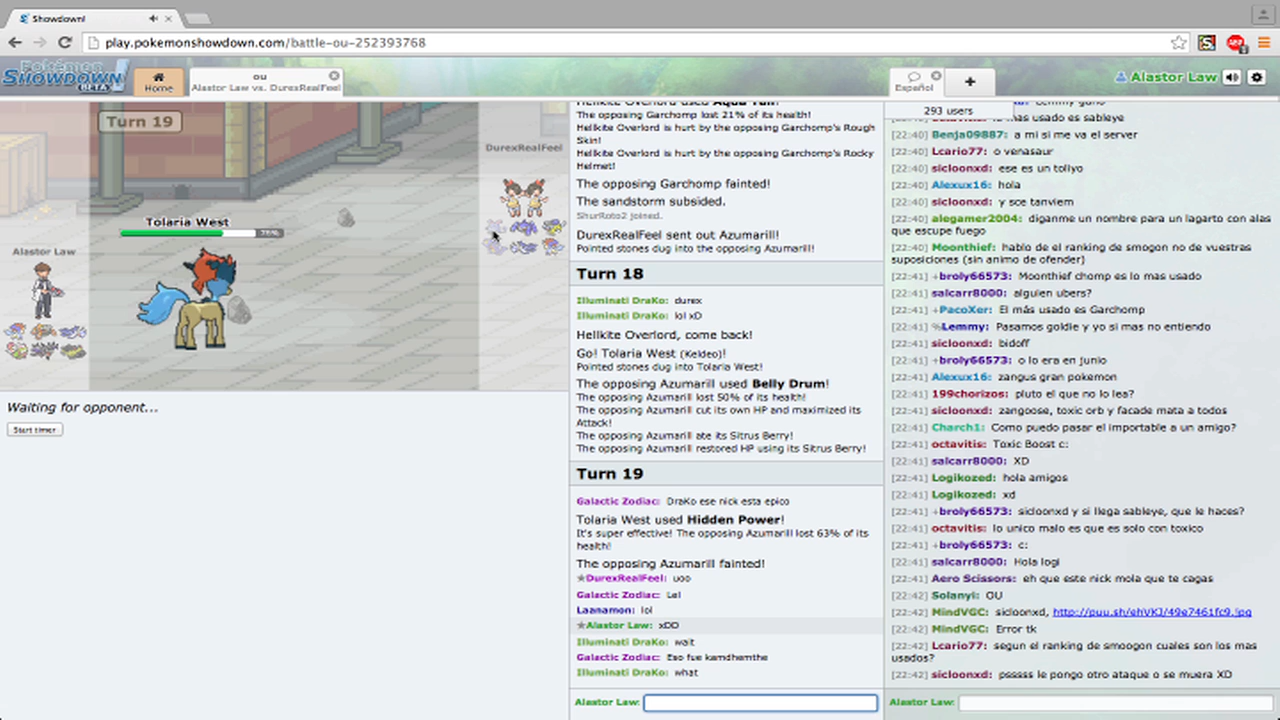 Showdown!
play.pokemonshowdown.com/battle-ou-252393768
Pokémon
SHOWDOWN
BETA
Home
ou
Alastor Law vs. DurexRealFeel
Español
+
Alastor Law
Turn 19
DurexRealFeel
Tolaria West
Alastor Law
Waiting for opponent...
Start timer
Hellkite Overlord used Aqua Tail!
The opposing Garchomp lost 21% of its health!
Hellkite Overlord is hurt by the opposing Garchomp's Rough
Skin!
Hellkite Overlord is hurt by the opposing Garchomp's Rocky
Helmet!
The opposing Garchomp fainted!
The sandstorm subsided.
ShurRoto2 joined.
DurexRealFeel sent out Azumarill!
Pointed stones dug into the opposing Azumarill!
Turn 18
Illuminati DraKo: durex
Illuminati DraKo: lol xD
Hellkite Overlord, come back!
Go! Tolaria West (Keldeo)!
Pointed stones dug into Tolaria West!
The opposing Azumarill used Belly Drum!
The opposing Azumarill lost 50% of its health!
The opposing Azumarill cut its own HP and maximized its
Attack!
The opposing Azumarill ate its Sitrus Berry!
The opposing Azumarill restored HP using its Sitrus Berry!
Turn 19
Galactic Zodiac: DraKo ese nick esta epico
Tolaria West used Hidden Power!
It's super effective! The opposing Azumarill lost 63% of its
health!
The opposing Azumarill fainted!
★DurexRealFeel: uoo
Galactic Zodiac: Lel
Laanamon: lol
★Alastor Law: xDD
Illuminati DraKo: wait
Galactic Zodiac: Eso fue kamdhemthe
Illuminati DraKo: what
Alastor Law:
293 users
mas usado es sableye
[22:40] Benja09887: a mi si me va el server
[22:40] Lcario77: o venasaur
[22:40] sicloonxd: ese es un tollyo
[22:40] Alexux16: hola
[22:40] sicloonxd: y sce tanviem
[22:40] alegamer2004: diganme un nombre para un lagarto con alas
que escupe fuego
[22:40] Moonthief: hablo de el ranking de smogon no de vuestras
suposiciones (sin animo de ofender)
[22:41] +broly66573: Moonthief chomp es lo mas usado
[22:41] salcarr8000: alguien ubers?
[22:41] +PacoXer: El más usado es Garchomp
[22:41] %Lemmy: Pasamos goldie y yo si mas no entiendo
[22:41] sicloonxd: bidoff
[22:41] +broly66573: o lo era en junio
[22:41] Alexux16: zangus gran pokemon
[22:41] 199chorizos: pluto el que no lo lea?
[22:41] sicloonxd: zangoose, toxic orb y facade mata a todos
[22:41] Charch1: Como puedo pasar el importable a un amigo?
[22:41] octavitis: Toxic Boost c:
[22:41] salcarr8000: XD
[22:41] Logikozed: hola amigos
[22:41] Logikozed: xd
[22:41] +broly66573: sicloonxd y si llega sableye, que le haces?
[22:41] octavitis: lo unico malo es que es solo con toxico
[22:41] +broly66573: c:
[22:41] salcarr8000: Hola logi
[22:41] Aero Scissors: eh que este nick mola que te cagas
[22:42] Solanyi: OU
[22:42] MindVGC: sicloonxd, http://puu.sh/ehVKJ/49e7461fc9.jpg
[22:42] MindVGC: Error tk
[22:42] Lcario77: segun el ranking de smoogon cuales son los mas
usados?
[22:42] sicloonxd: psssss le pongo otro ataque o se muera XD
Alastor Law: